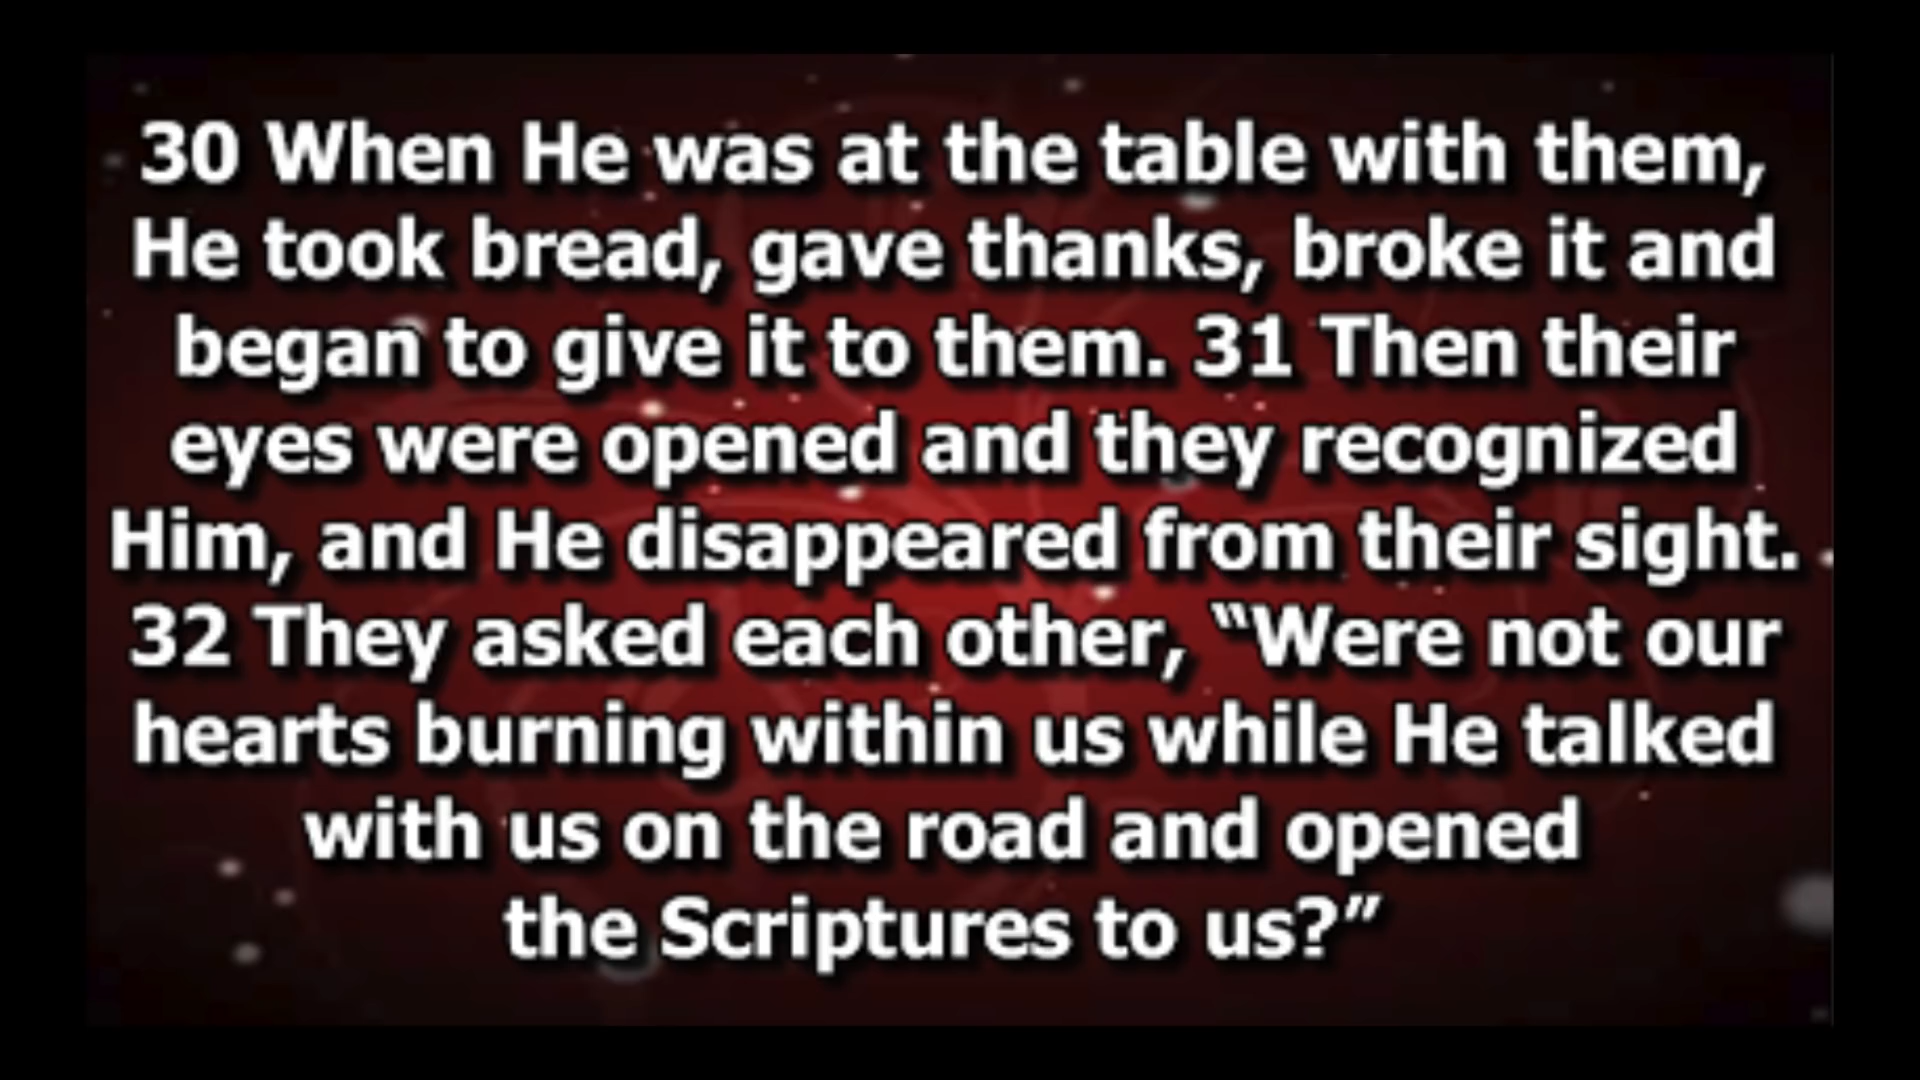 30 When He was at the table with them,
He took bread, gave thanks, broke it and
began to give it to them. 31 Then their
eyes were opened and they recognized
Him, and He disappeared from their sight.
32 They asked each other, “Were not our
hearts burning within us while He talked
with us on the road and opened
the Scriptures to us?”